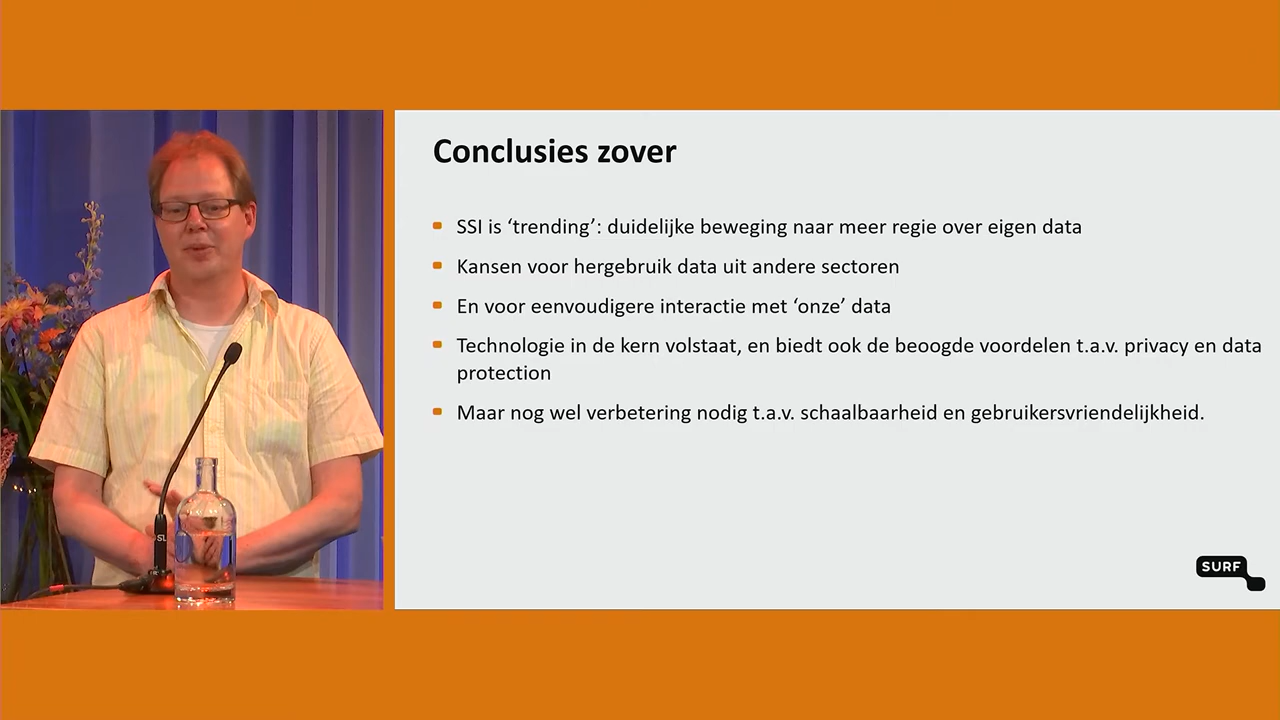 Conclusies zover
SSI is ‘trending’: duidelijke beweging naar meer regie over eigen data
Kansen voor hergebruik data uit andere sectoren
En voor eenvoudigere interactie met ‘onze’ data
Technologie in de kern volstaat, en biedt ook de beoogde voordelen t.a.v. privacy en data
protection
Maar nog wel verbetering nodig t.a.v. schaalbaarheid en gebruikersvriendelijkheid.
SURF